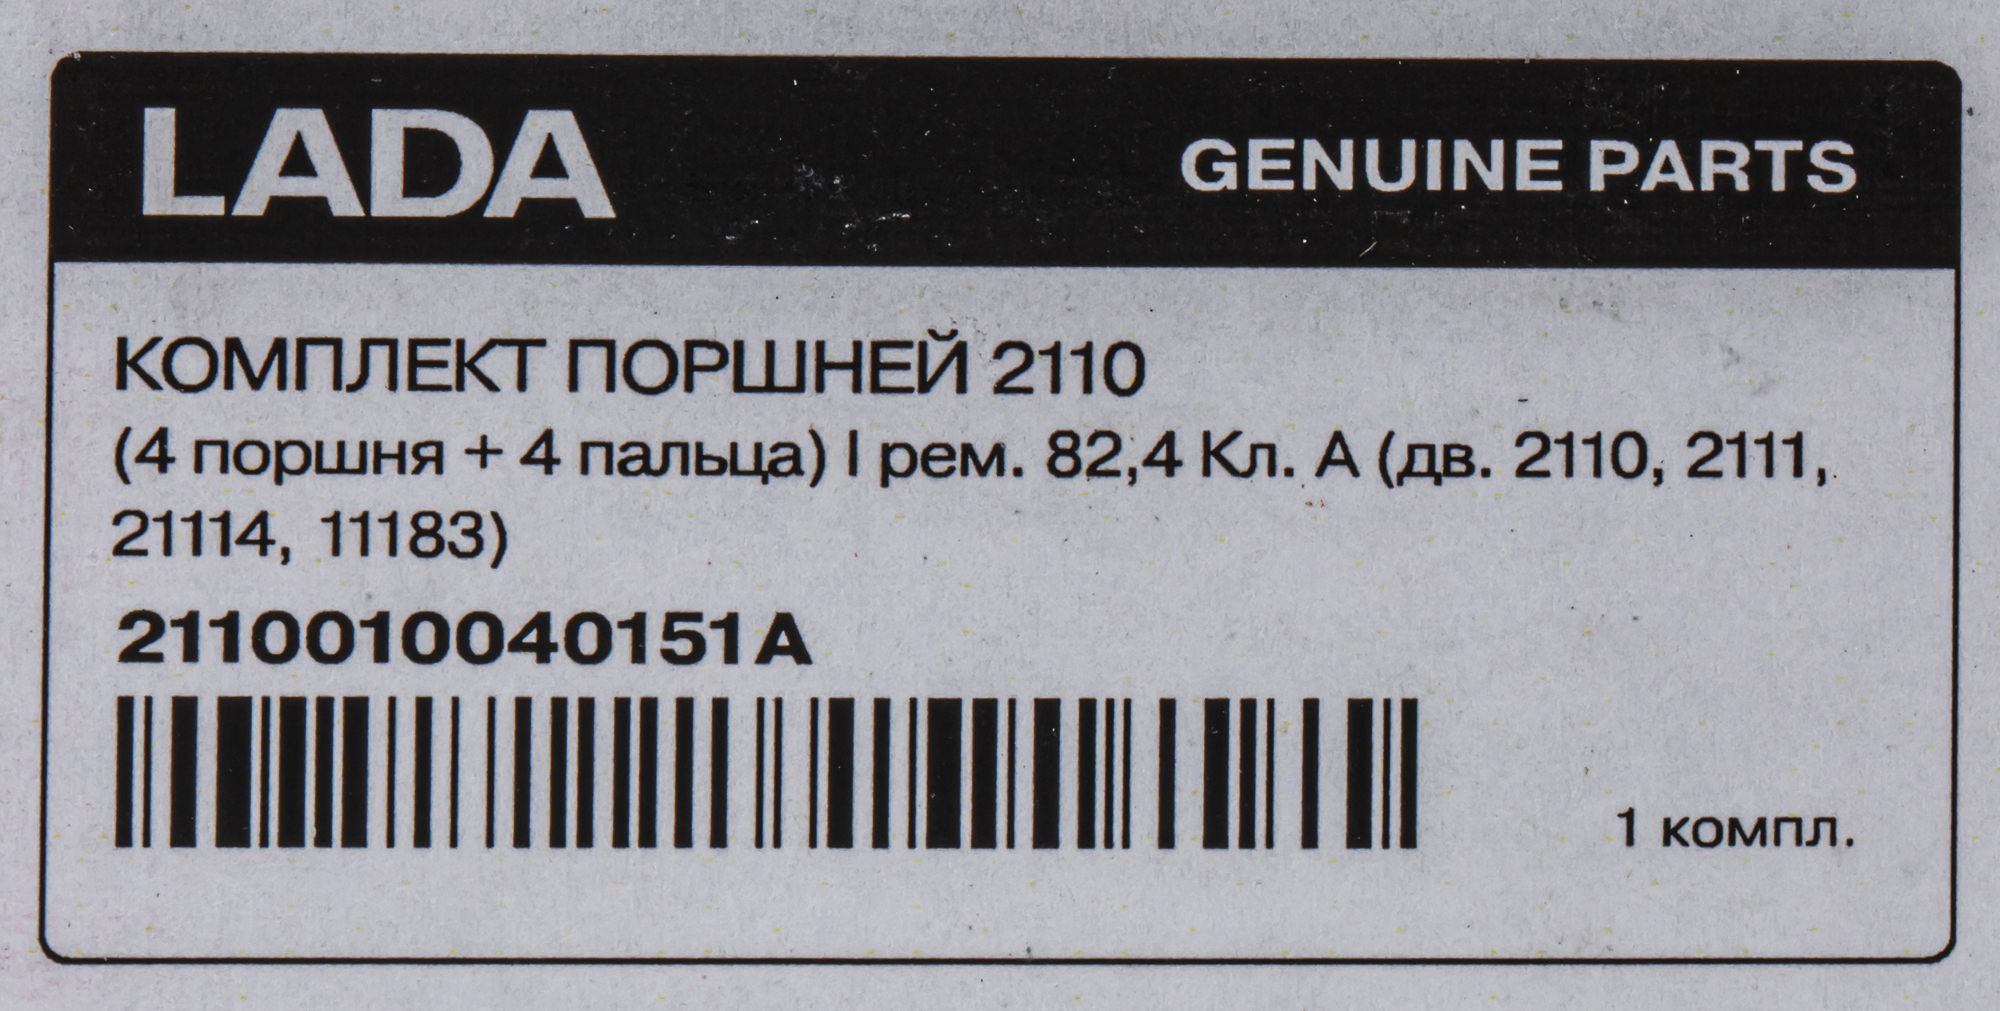 LADA
GENUINE PARTS
КОМПЛЕКТ ПОРШНЕЙ 2110
(4 поршня + 4 пальца) I рем. 82,4 Кл. А (дв. 2110, 2111,
21114, 11183)
2110010040151А
1 компл.